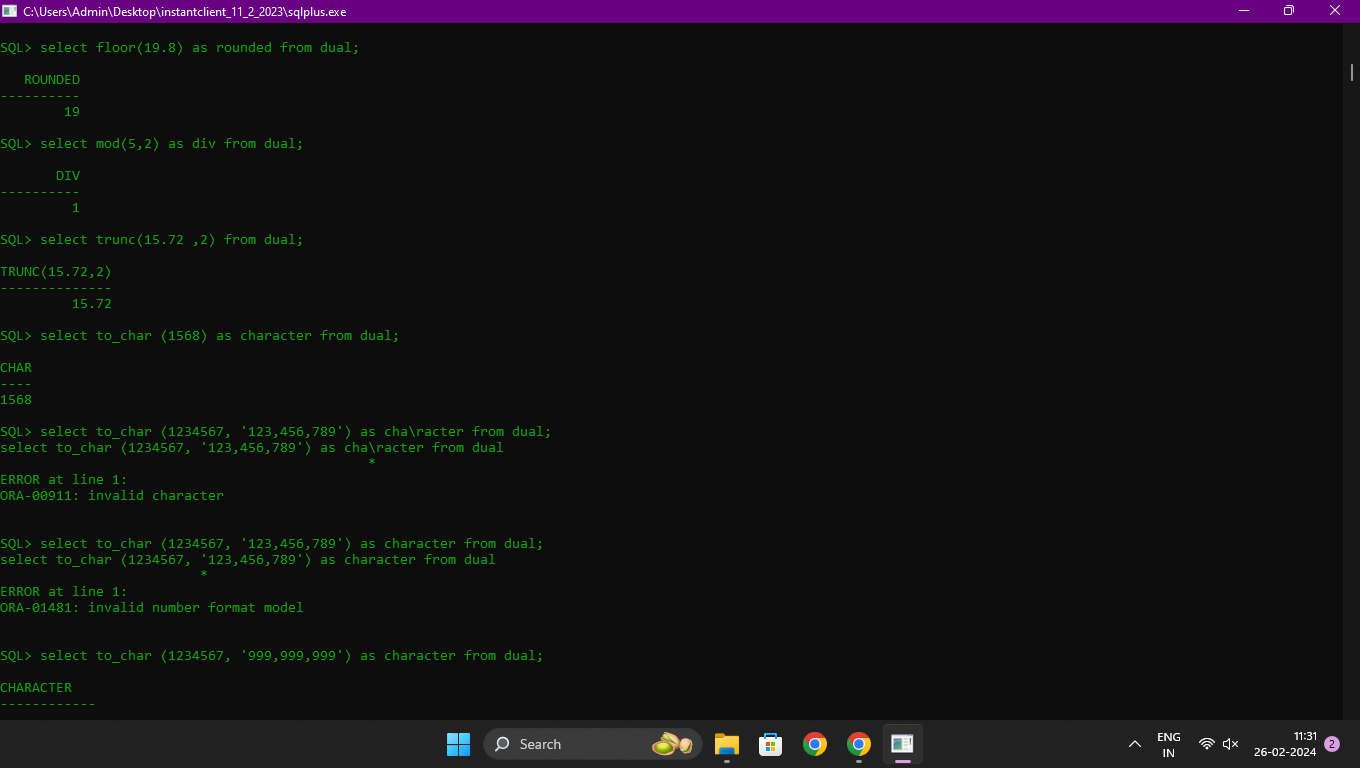 C:\Users\Admin\Desktop\instantclient_11_2_2023\sqlplus.exe
SQL> select floor(19.8) as rounded from dual;
ROUNDED
----------
19
SQL> select mod(5,2) as div from dual;
DIV
----------
1
SQL> select trunc(15.72 ,2) from dual;
TRUNC(15.72,2)
--------------
15.72
SQL> select to_char (1568) as character from dual;
CHAR
----
1568
SQL> select to_char (1234567, '123,456,789') as cha\racter from dual;
select to_char (1234567, '123,456,789') as cha\racter from dual
*
ERROR at line 1:
ORA-00911: invalid character
SQL> select to_char (1234567, '123,456,789') as character from dual;
select to_char (1234567, '123,456,789') as character from dual
*
ERROR at line 1:
ORA-01481: invalid number format model
SQL> select to_char (1234567, '999,999,999') as character from dual;
CHARACTER
------------
Search
ENG
IN
11:31
26-02-2024
2